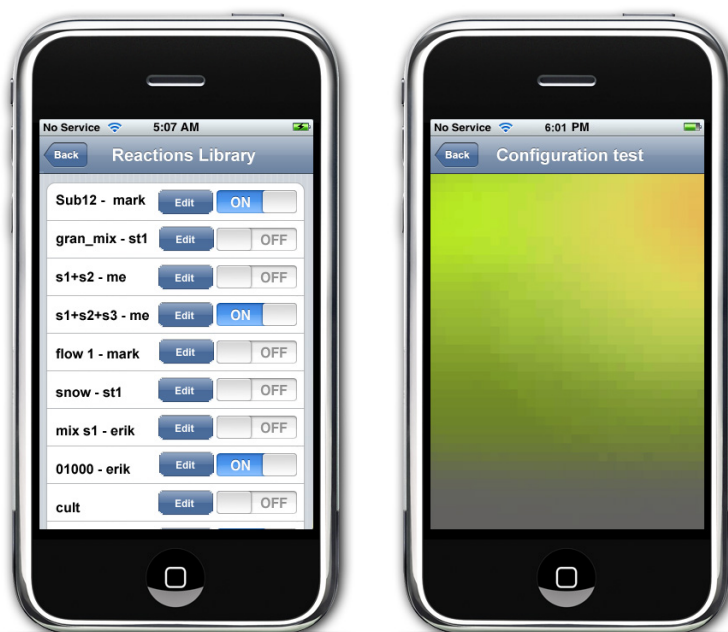 No Service 5:07 AM
Back Reactions Library
Sub12 - mark Edit ON
gran_mix - st1 Edit OFF
s1+s2 - me Edit OFF
s1+s2+s3 - me Edit ON
flow 1 - mark Edit OFF
snow - st1 Edit OFF
mix s1 - erik Edit OFF
01000 - erik Edit ON
cult Edit OFF
No Service 6:01 PM
Back Configuration test